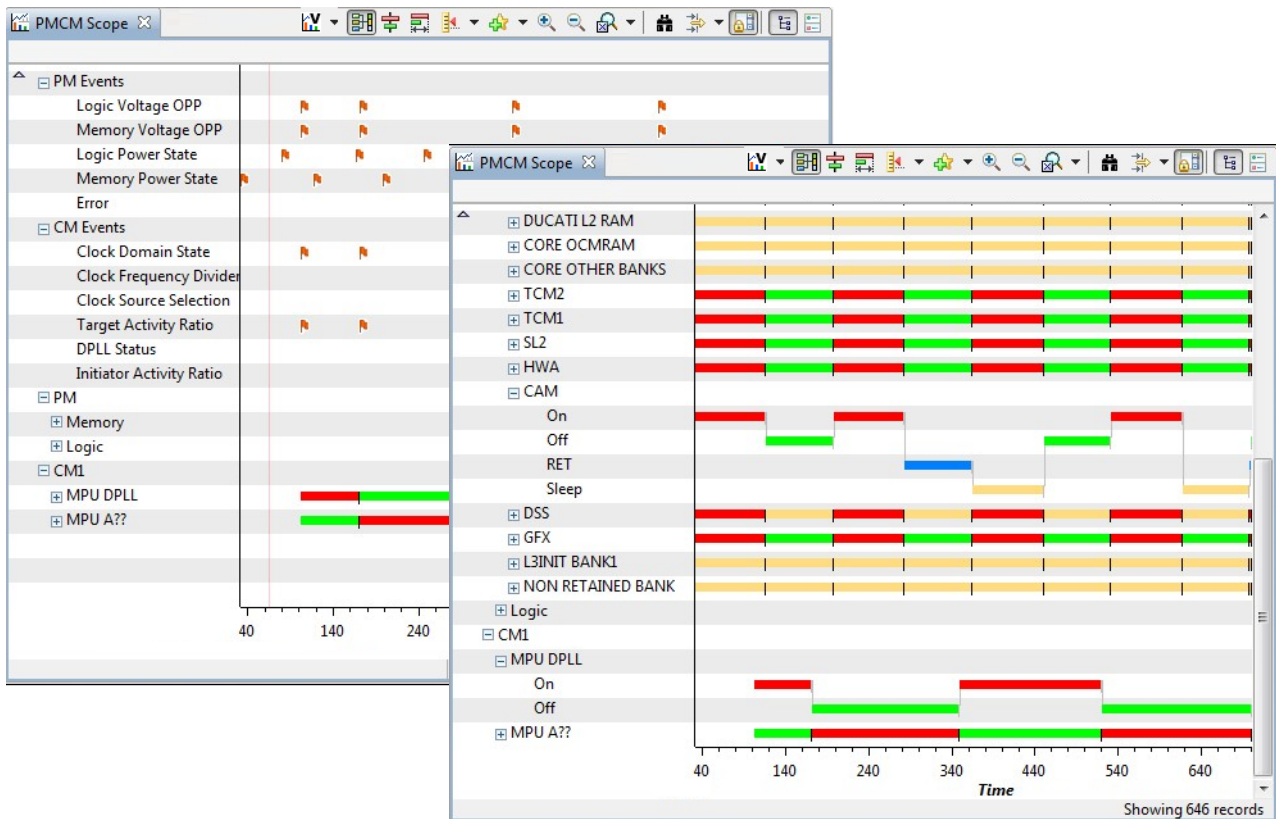 PMCM Scope
PM Events
Logic Voltage OPP
Memory Voltage OPP
Logic Power State
Memory Power State
Error
CM Events
Clock Domain State
Clock Frequency Divider
Clock Source Selection
Target Activity Ratio
DPLL Status
Initiator Activity Ratio
PM
Memory
Logic
CM1
MPU DPLL
MPU A??
40 140 240
PMCM Scope
DUCATI L2 RAM
CORE OCMRAM
CORE OTHER BANKS
TCM2
TCM1
SL2
HWA
CAM
On
Off
RET
Sleep
DSS
GFX
L3INIT BANK1
NON RETAINED BANK
Logic
CM1
MPU DPLL
On
Off
MPU A??
40 140 240 340 440 540 640
Time
Showing 646 records